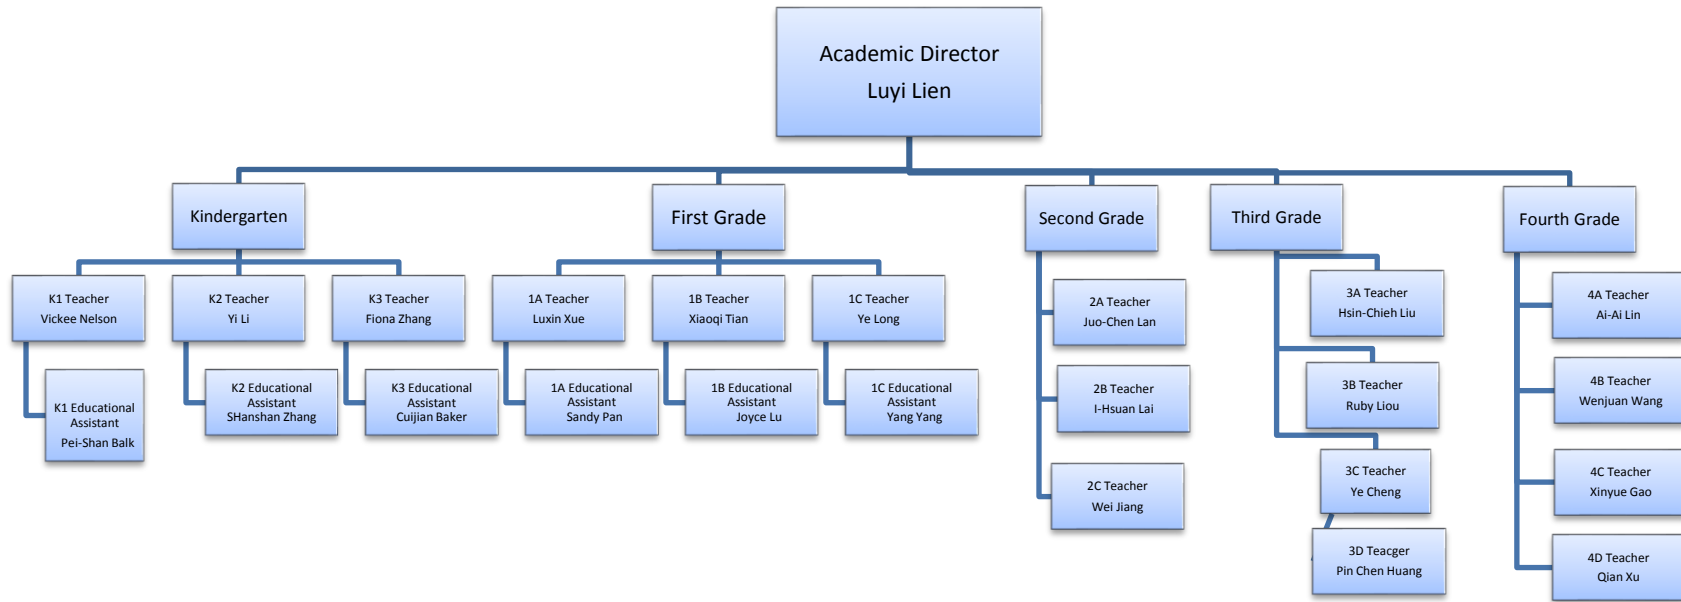 Academic Director
Luyi Lien
Kindergarten
First Grade
Second Grade
Third Grade
Fourth Grade
K1 Teacher
Vickee Nelson
K2 Teacher
Yi Li
K3 Teacher
Fiona Zhang
1A Teacher
Luxin Xue
1B Teacher
Xiaoqi Tian
1C Teacher
Ye Long
K1 Educational
Assistant
Pei-Shan Balk
K2 Educational
Assistant
SHanshan Zhang
K3 Educational
Assistant
Cuijian Baker
1A Educational
Assistant
Sandy Pan
1B Educational
Assistant
Joyce Lu
1C Educational
Assistant
Yang Yang
2A Teacher
Juo-Chen Lan
2B Teacher
I-Hsuan Lai
2C Teacher
Wei Jiang
3A Teacher
Hsin-Chieh Liu
3B Teacher
Ruby Liou
3C Teacher
Ye Cheng
3D Teacger
Pin Chen Huang
4A Teacher
Ai-Ai Lin
4B Teacher
Wenjuan Wang
4C Teacher
Xinyue Gao
4D Teacher
Qian Xu